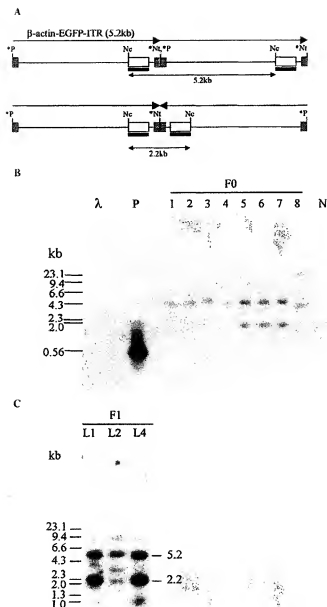 A
β-actin-EGFP-ITR (5.2kb)
*P Nc *Nt,*P Nc *Nt
5.2kb
*P Nc *Nt Nc *P
2.2kb
B
F0
λ P 1 2 3 4 5 6 7 8 N
kb
23.1
9.4
6.6
4.3
2.3
2.0
0.56
C
F1
L1 L2 L4
kb
23.1
9.4
6.6
4.3
2.3
2.0
1.3
1.0
5.2
2.2